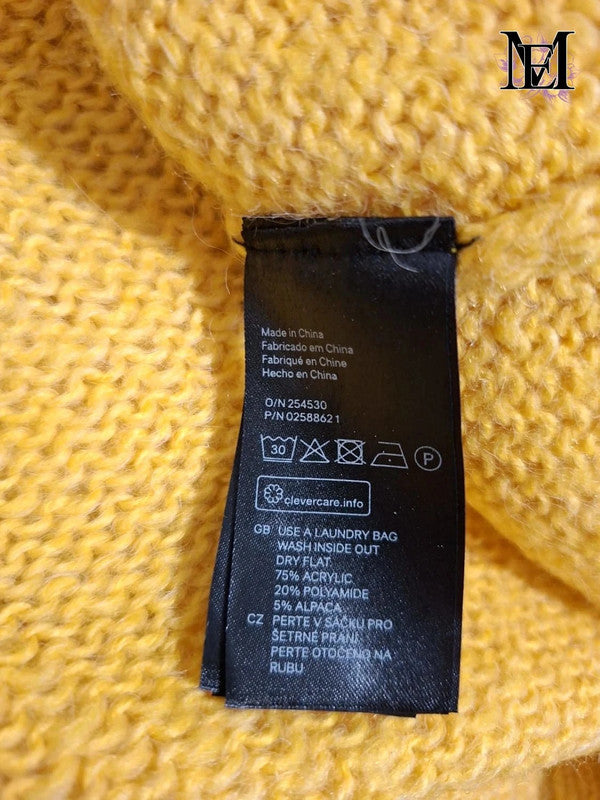 MEI
Made in China
Fabricado em China
Fabriqué en Chine
Hecho en China
O/N 254530
P/N 02588621
30
P
clevercare.info
GB USE A LAUNDRY BAG
WASH INSIDE OUT
DRY FLAT
75% ACRYLIC
20% POLYAMIDE
5% ALPACA
CZ PERTE V SÁČKU PRO
ŠETRNÉ PRANÍ
PERTE OTOČENO NA
RUBU